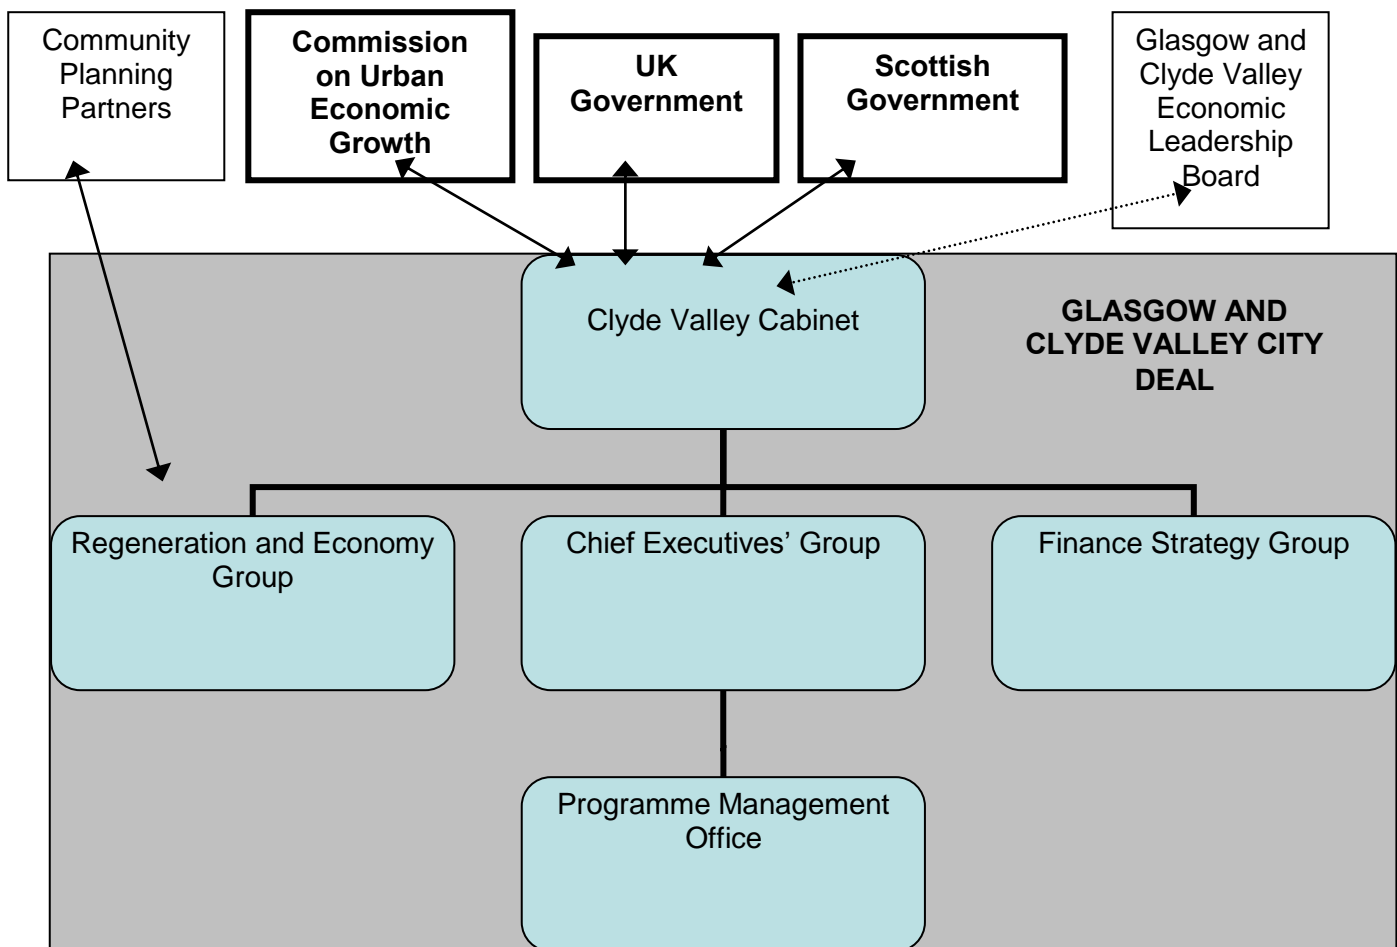 Community
Planning
Partners
Commission
on Urban
Economic
Growth
UK
Government
Scottish
Government
Glasgow and
Clyde Valley
Economic
Leadership
Board
Clyde Valley Cabinet
GLASGOW AND
CLYDE VALLEY CITY
DEAL
Regeneration and Economy
Group
Chief Executives’ Group
Finance Strategy Group
Programme Management
Office